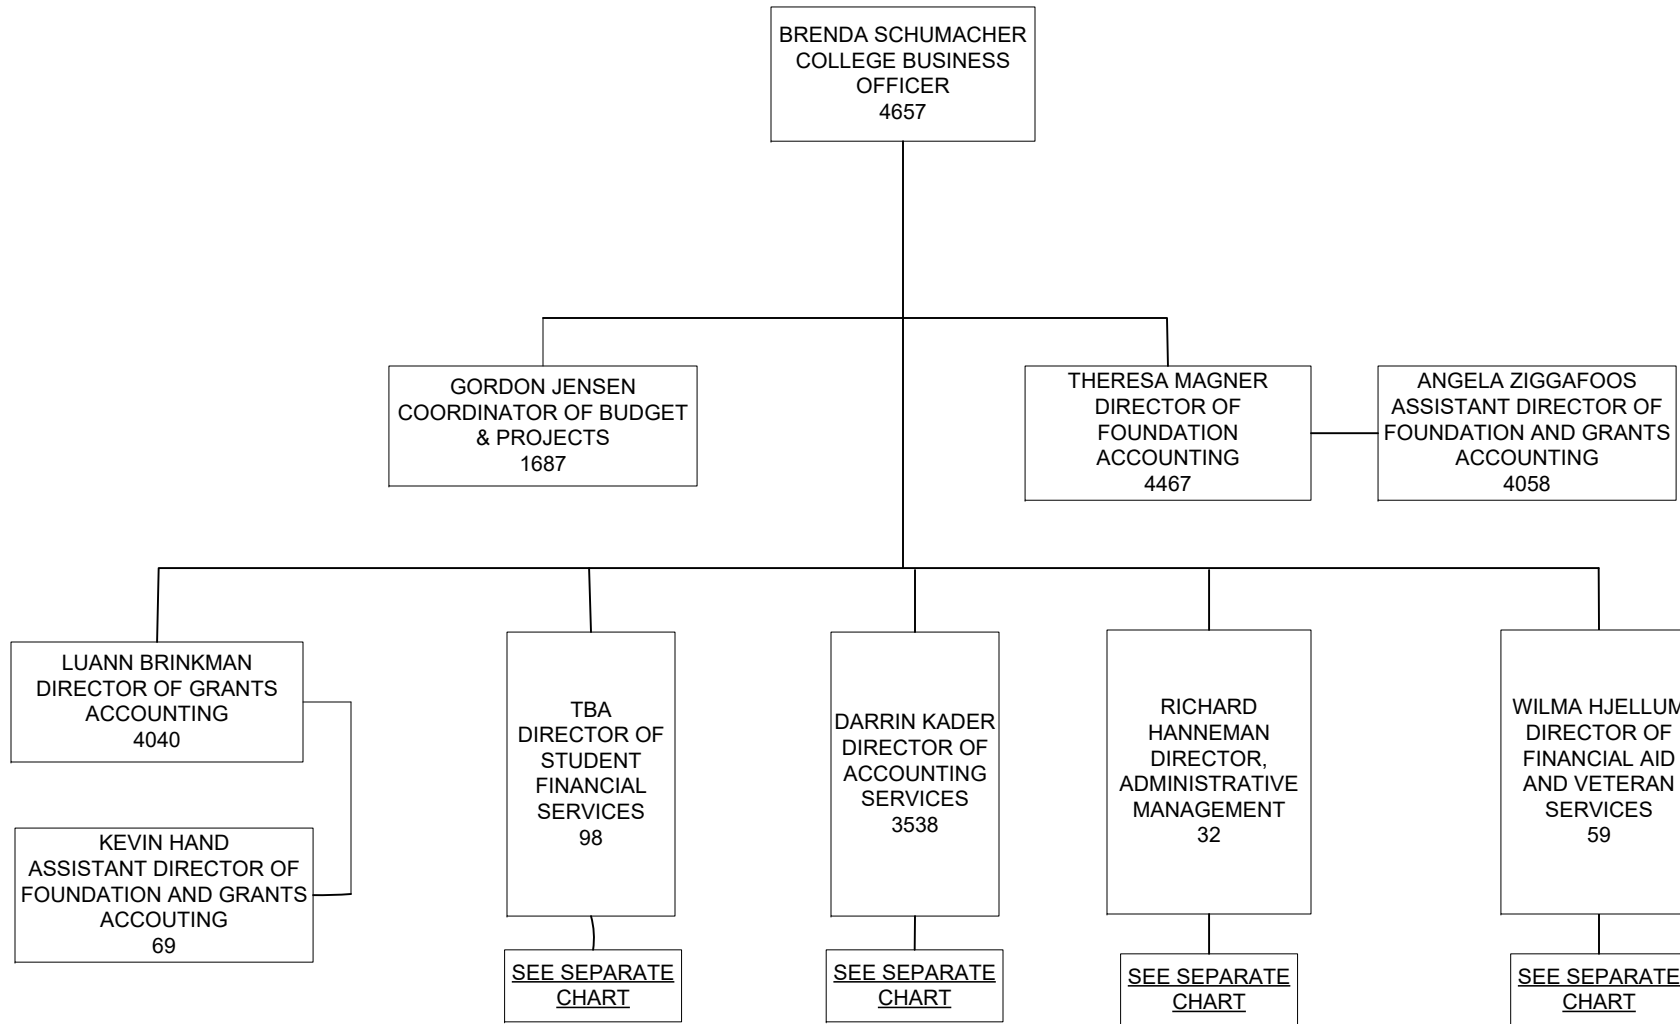 BRENDA SCHUMACHER
COLLEGE BUSINESS
OFFICER
4657
GORDON JENSEN
COORDINATOR OF BUDGET
& PROJECTS
1687
THERESA MAGNER
DIRECTOR OF
FOUNDATION
ACCOUNTING
4467
ANGELA ZIGGAFOOS
ASSISTANT DIRECTOR OF
FOUNDATION AND GRANTS
ACCOUNTING
4058
LUANN BRINKMAN
DIRECTOR OF GRANTS
ACCOUNTING
4040
KEVIN HAND
ASSISTANT DIRECTOR OF
FOUNDATION AND GRANTS
ACCOUTING
69
TBA
DIRECTOR OF
STUDENT
FINANCIAL
SERVICES
98
SEE SEPARATE
CHART
DARRIN KADER
DIRECTOR OF
ACCOUNTING
SERVICES
3538
SEE SEPARATE
CHART
RICHARD
HANNEMAN
DIRECTOR,
ADMINISTRATIVE
MANAGEMENT
32
SEE SEPARATE
CHART
WILMA HJELLUM
DIRECTOR OF
FINANCIAL AID
AND VETERAN
SERVICES
59
SEE SEPARATE
CHART